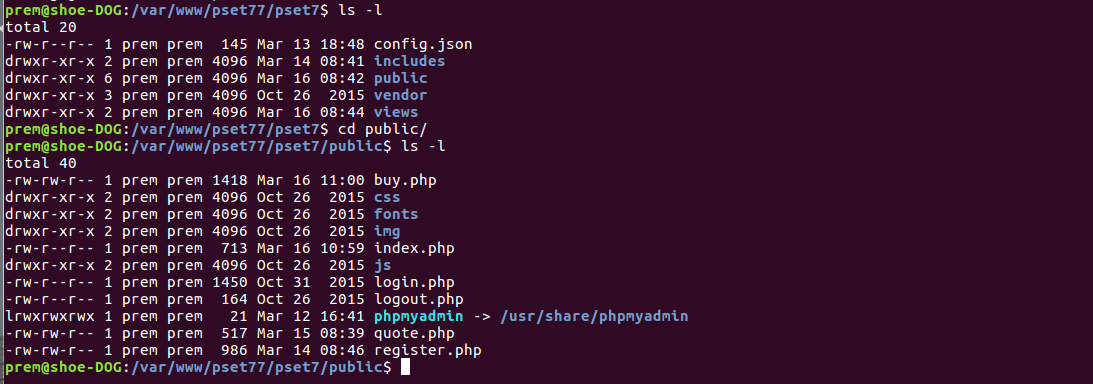 prem@shoe-DOG:/var/www/pset77/pset7$ ls -l
total 20
-rw-r--r-- 1 prem prem  145 Mar 13 18:48 config.json
drwxr-xr-x 2 prem prem 4096 Mar 14 08:41 includes
drwxr-xr-x 6 prem prem 4096 Mar 16 08:42 public
drwxr-xr-x 3 prem prem 4096 Oct 26  2015 vendor
drwxr-xr-x 2 prem prem 4096 Mar 16 08:44 views
prem@shoe-DOG:/var/www/pset77/pset7$ cd public/
prem@shoe-DOG:/var/www/pset77/pset7/public$ ls -l
total 40
-rw-rw-r-- 1 prem prem 1418 Mar 16 11:00 buy.php
drwxr-xr-x 2 prem prem 4096 Oct 26  2015 css
drwxr-xr-x 2 prem prem 4096 Oct 26  2015 fonts
drwxr-xr-x 2 prem prem 4096 Oct 26  2015 img
-rw-r--r-- 1 prem prem  713 Mar 16 10:59 index.php
drwxr-xr-x 2 prem prem 4096 Oct 26  2015 js
-rw-r--r-- 1 prem prem 1450 Oct 31  2015 login.php
-rw-r--r-- 1 prem prem  164 Oct 26  2015 logout.php
lrwxrwxrwx 1 prem prem   21 Mar 12 16:41 phpmyadmin -> /usr/share/phpmyadmin
-rw-rw-r-- 1 prem prem  517 Mar 15 08:39 quote.php
-rw-rw-r-- 1 prem prem  986 Mar 14 08:46 register.php
prem@shoe-DOG:/var/www/pset77/pset7/public$